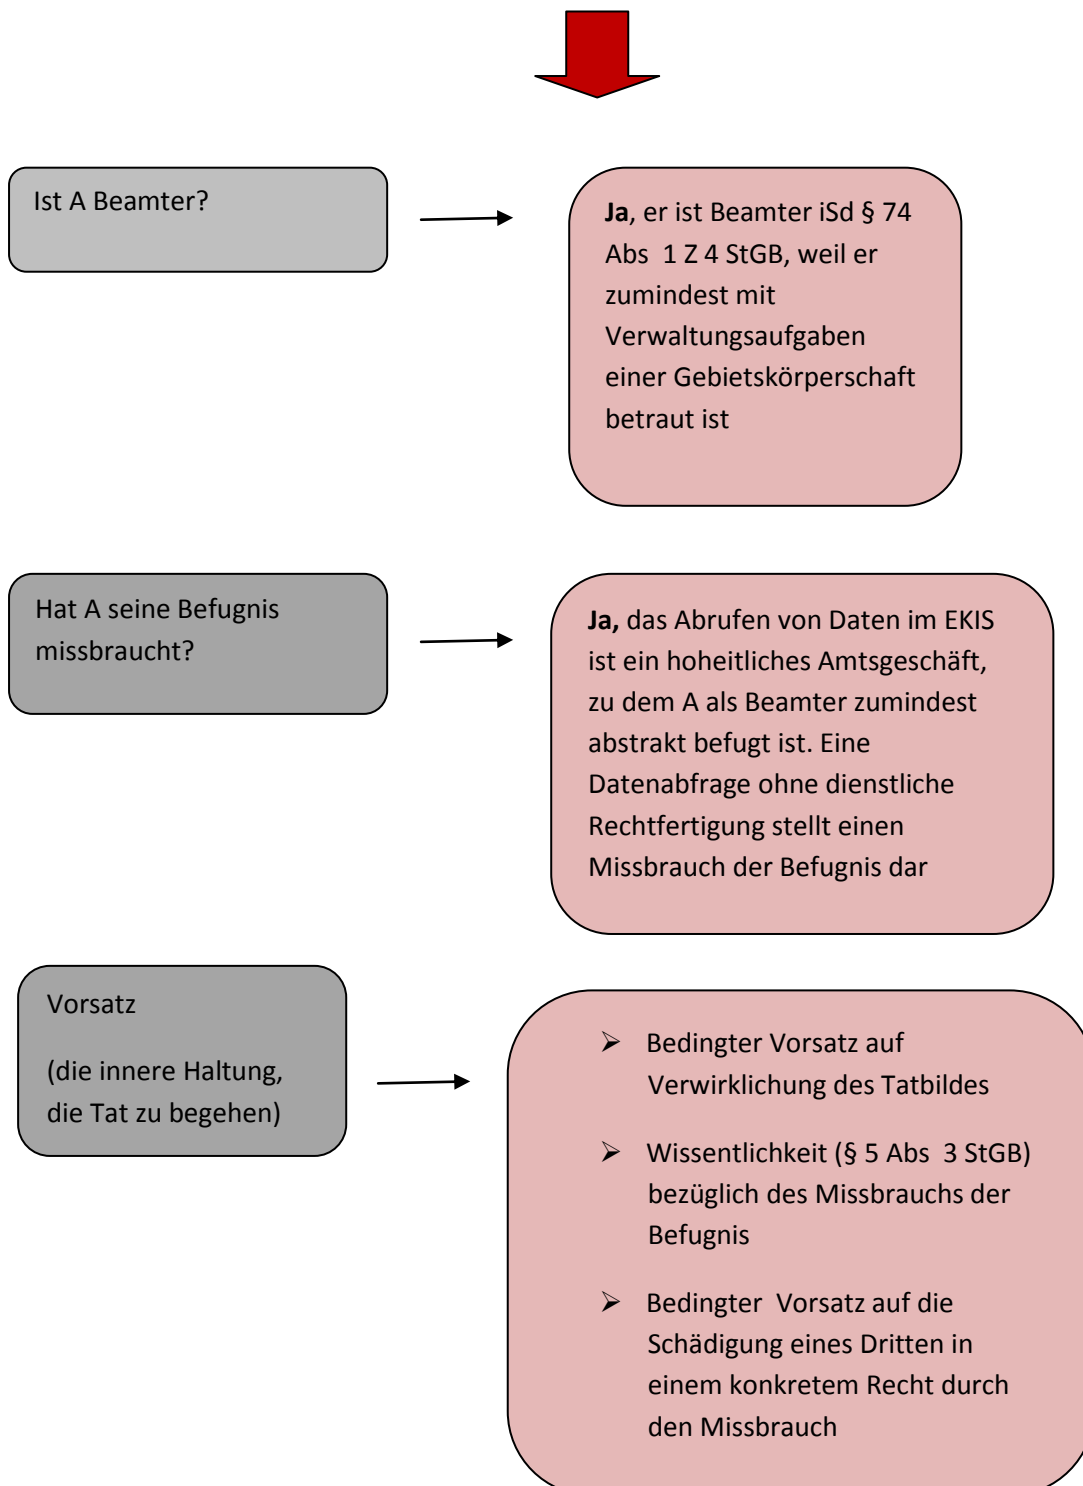 Ist A Beamter?
Ja, er ist Beamter iSd § 74
Abs 1 Z 4 StGB, weil er
zumindest mit
Verwaltungsaufgaben
einer Gebietskörperschaft
betraut ist
Hat A seine Befugnis
missbraucht?
Ja, das Abrufen von Daten im EKIS
ist ein hoheitliches Amtsgeschäft,
zu dem A als Beamter zumindest
abstrakt befugt ist. Eine
Datenabfrage ohne dienstliche
Rechtfertigung stellt einen
Missbrauch der Befugnis dar
Vorsatz
(die innere Haltung,
die Tat zu begehen)
➢ Bedingter Vorsatz auf
Verwirklichung des Tatbildes
➢ Wissentlichkeit (§ 5 Abs 3 StGB)
bezüglich des Missbrauchs der
Befugnis
➢ Bedingter Vorsatz auf die
Schädigung eines Dritten in
einem konkretem Recht durch
den Missbrauch